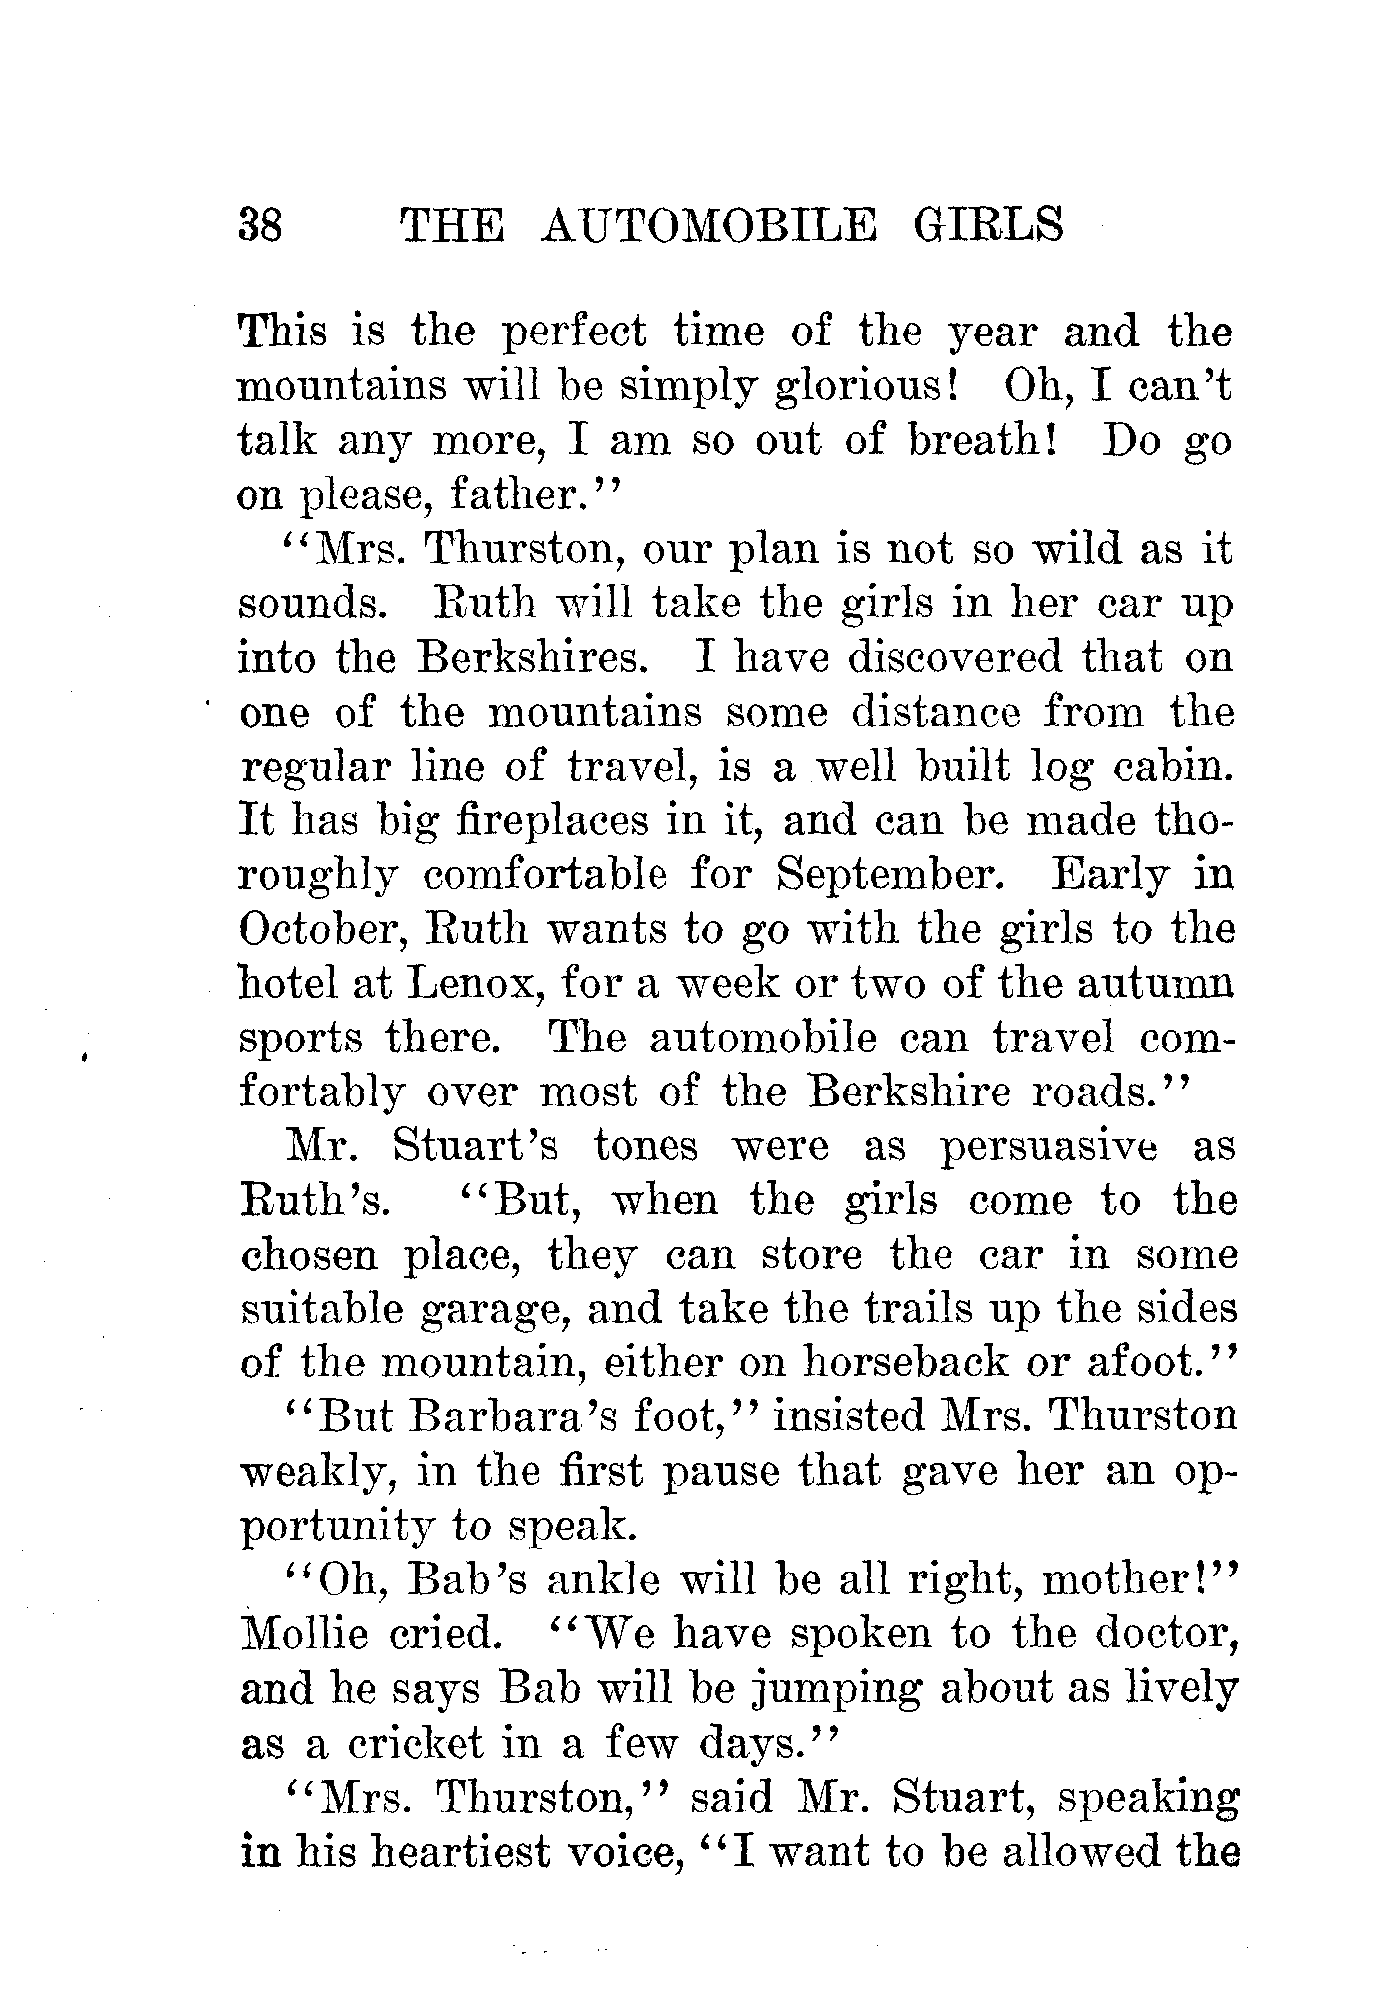 38 THE AUTOMOBILE GIRLS
This is the perfect time of the year and the
mountains will be simply glorious! Oh, I can't
talk any more, I am so out of breath! Do go
on please, father."
"Mrs. Thurston, our plan is not so wild as it
sounds. Ruth will take the girls in her car up
into the Berkshires. I have discovered that on
one of the mountains some distance from the
regular line of travel, is a well built log cabin.
It has big fireplaces in it, and can be made tho-
roughly comfortable for September. Early in
October, Ruth wants to go with the girls to the
hotel at Lenox, for a week or two of the autumn
sports there. The automobile can travel com-
fortably over most of the Berkshire roads."
Mr. Stuart's tones were as persuasive as
Ruth's. "But, when the girls come to the
chosen place, they can store the car in some
suitable garage, and take the trails up the sides
of the mountain, either on horseback or afoot."
"But Barbara's foot," insisted Mrs. Thurston
weakly, in the first pause that gave her an op-
portunity to speak.
"Oh, Bab's ankle will be all right, mother!"
Mollie cried. "We have spoken to the doctor,
and he says Bab will be jumping about as lively
as a cricket in a few days."
"Mrs. Thurston," said Mr. Stuart, speaking
in his heartiest voice, "I want to be allowed the